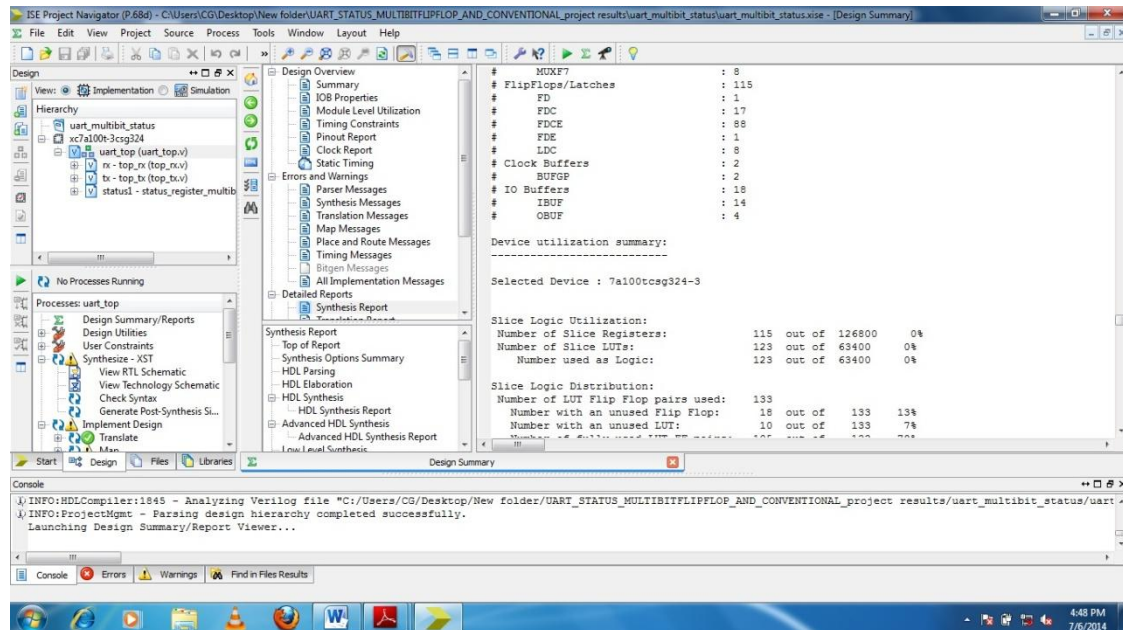 ISE Project Navigator (P.68d) - C:\Users\CG\Desktop\New folder\UART_STATUS_MULTIBITFLIPFLOP_AND_CONVENTIONAL_project results\uart_multibit_status\uart_multibit_status.xise - [Design Summary]
File Edit View Project Source Process Tools Window Layout Help
Design
View: Implementation Simulation
Hierarchy
uart_multibit_status
xc7a100t-3csg324
uart_top (uart_top.v)
rx - top_rx (top_rx.v)
tx - top_tx (top_tx.v)
status1 - status_register_multib
No Processes Running
Processes: uart_top
Design Summary/Reports
Design Utilities
User Constraints
Synthesize - XST
View RTL Schematic
View Technology Schematic
Check Syntax
Generate Post-Synthesis Si...
Implement Design
Translate
Map
Start Design Files Libraries
Design Overview
Summary
IOB Properties
Module Level Utilization
Timing Constraints
Pinout Report
Clock Report
Static Timing
Errors and Warnings
Parser Messages
Synthesis Messages
Translation Messages
Map Messages
Place and Route Messages
Timing Messages
Bitgen Messages
All Implementation Messages
Detailed Reports
Synthesis Report
Translation Report
Synthesis Report
Top of Report
Synthesis Options Summary
HDL Parsing
HDL Elaboration
HDL Synthesis
HDL Synthesis Report
Advanced HDL Synthesis
Advanced HDL Synthesis Report
Low Level Synthesis
# MUXF7 : 8
# FlipFlops/Latches : 115
# FD : 1
# FDC : 17
# FDCE : 88
# FDE : 1
# LDC : 8
# Clock Buffers : 2
# BUFGP : 2
# IO Buffers : 18
# IBUF : 14
# OBUF : 4
Device utilization summary:
---------------------------
Selected Device : 7a100tcsg324-3
Slice Logic Utilization:
Number of Slice Registers: 115 out of 126800 0%
Number of Slice LUTs: 123 out of 63400 0%
Number used as Logic: 123 out of 63400 0%
Slice Logic Distribution:
Number of LUT Flip Flop pairs used: 133
Number with an unused Flip Flop: 18 out of 133 13%
Number with an unused LUT: 10 out of 133 7%
Number of fully used LUT-FF pairs: 105 out of 133 78%
Design Summary
Console
INFO:HDLCompiler:1845 - Analyzing Verilog file "C:/Users/CG/Desktop/New folder/UART_STATUS_MULTIBITFLIPFLOP_AND_CONVENTIONAL_project results/uart_multibit_status/uart
INFO:ProjectMgmt - Parsing design hierarchy completed successfully.
Launching Design Summary/Report Viewer...
Console Errors Warnings Find in Files Results
4:48 PM
7/6/2014